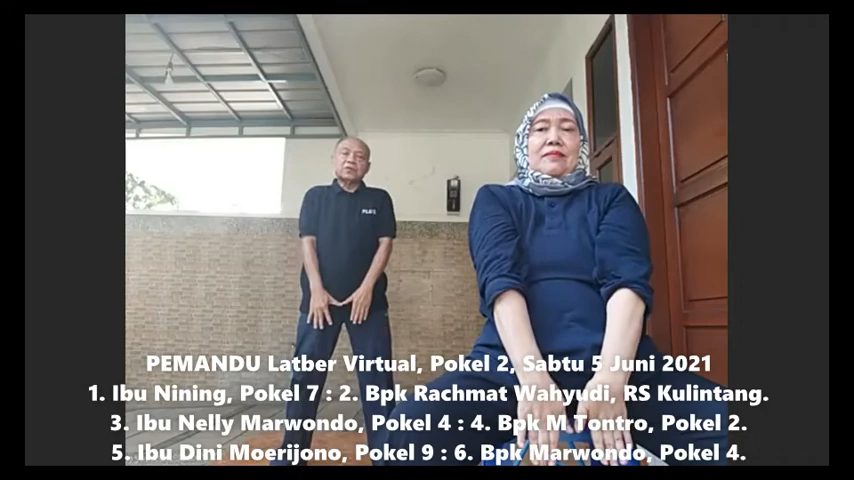 PEMANDU Latber Virtual, Pokel 2, Sabtu 5 Juni 2021
1. Ibu Nining, Pokel 7 : 2. Bpk Rachmat Wahyudi, RS Kulintang.
3. Ibu Nelly Marwondo, Pokel 4 : 4. Bpk M Tontro, Pokel 2.
5. Ibu Dini Moerijono, Pokel 9 : 6. Bpk Marwondo, Pokel 4.